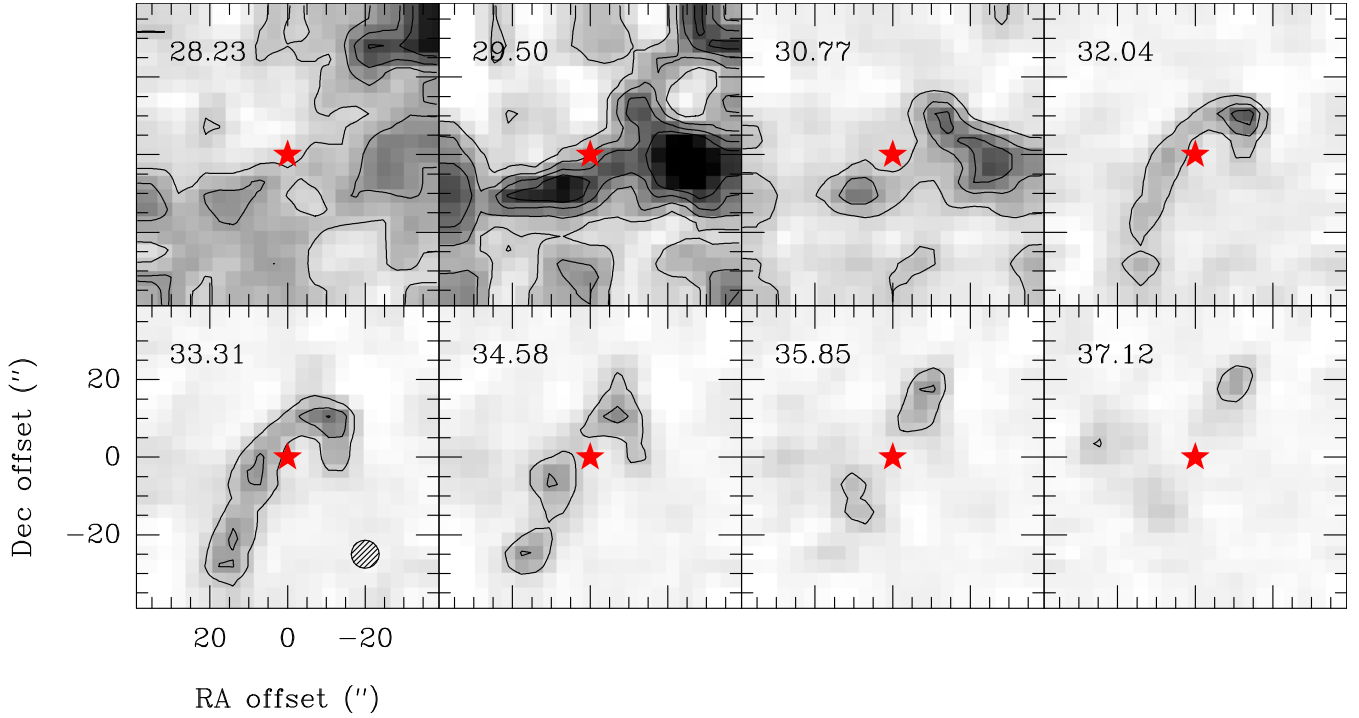 28.23 29.50 30.77 32.04
33.31 34.58 35.85 37.12
20
0
−20
Dec offset (")
20 0 −20
RA offset (")